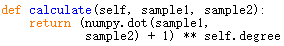 def calculate(self, sample1, sample2):
    return (numpy.dot(sample1,
            sample2) + 1) ** self.degree